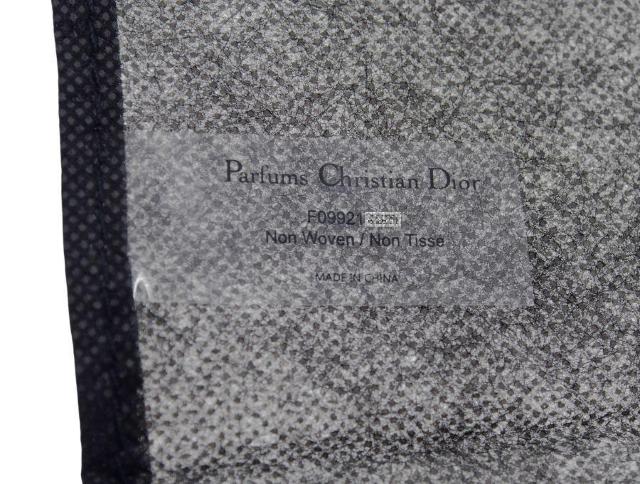 Parfums Christian Dior
F09921
Non Woven / Non Tisse
MADE IN CHINA